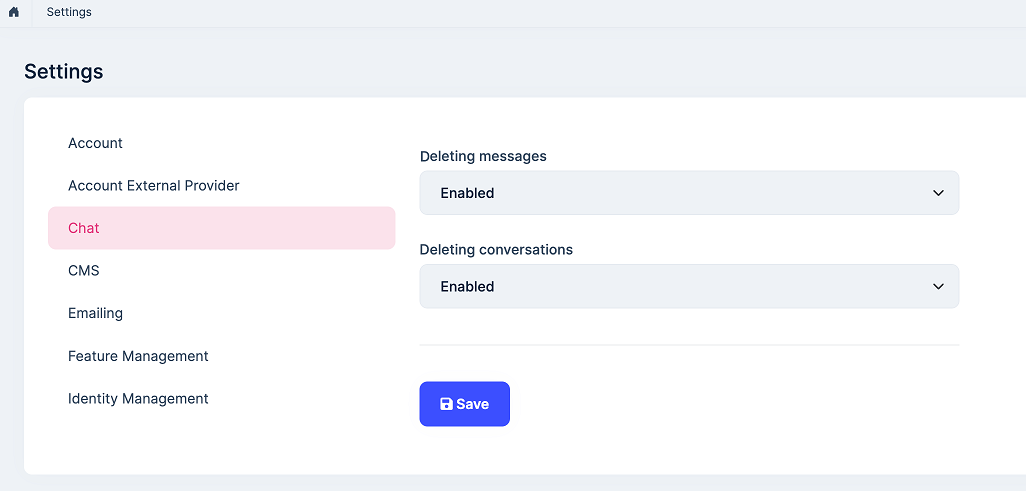 Settings
Settings
Account
Account External Provider
Chat
CMS
Emailing
Feature Management
Identity Management
Deleting messages
Enabled
Deleting conversations
Enabled
Save